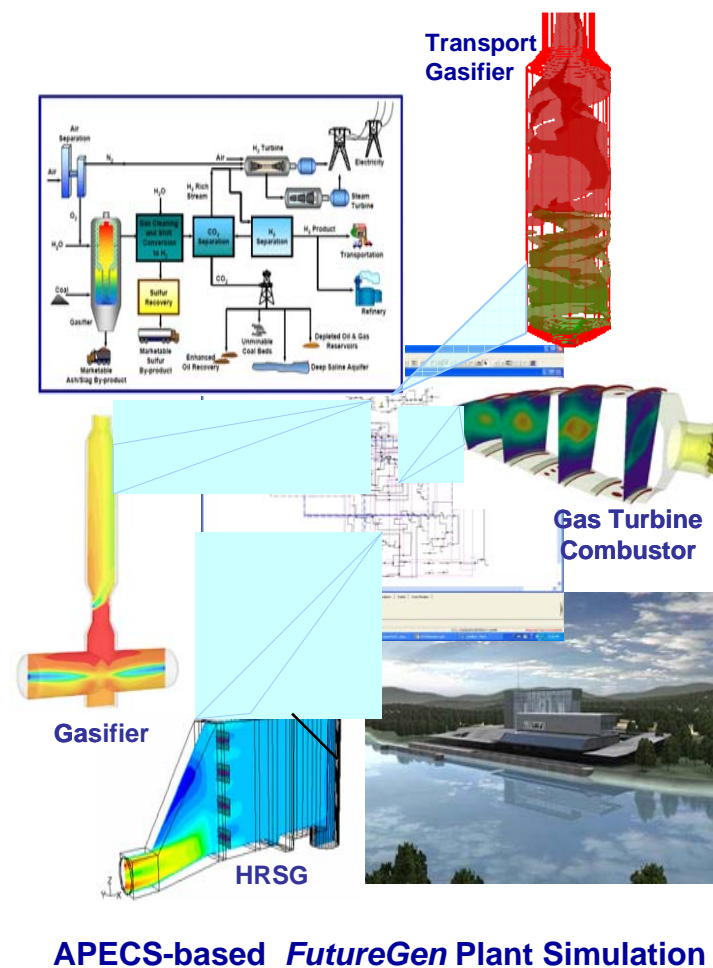 Transport
Gasifier
Air
Separation
Air
N2
Air
H2 Turbine
Electricity
H2 Rich
Stream
Steam
Turbine
O2
H2O
H2O
Gas Cleaning
and Shift
Conversion
to H2
CO2
Separation
H2
Separation
H2 Product
Transportation
Coal
Gasifier
Sulfur
Recovery
CO2
Refinery
Marketable
Ash/Slag By-product
Marketable
Sulfur
By-product
Enhanced
Oil Recovery
Unminable
Coal Beds
Depleted Oil & Gas
Reservoirs
Deep Saline Aquifer
Gas Turbine
Combustor
Gasifier
HRSG
Z
Y X
APECS-based FutureGen Plant Simulation